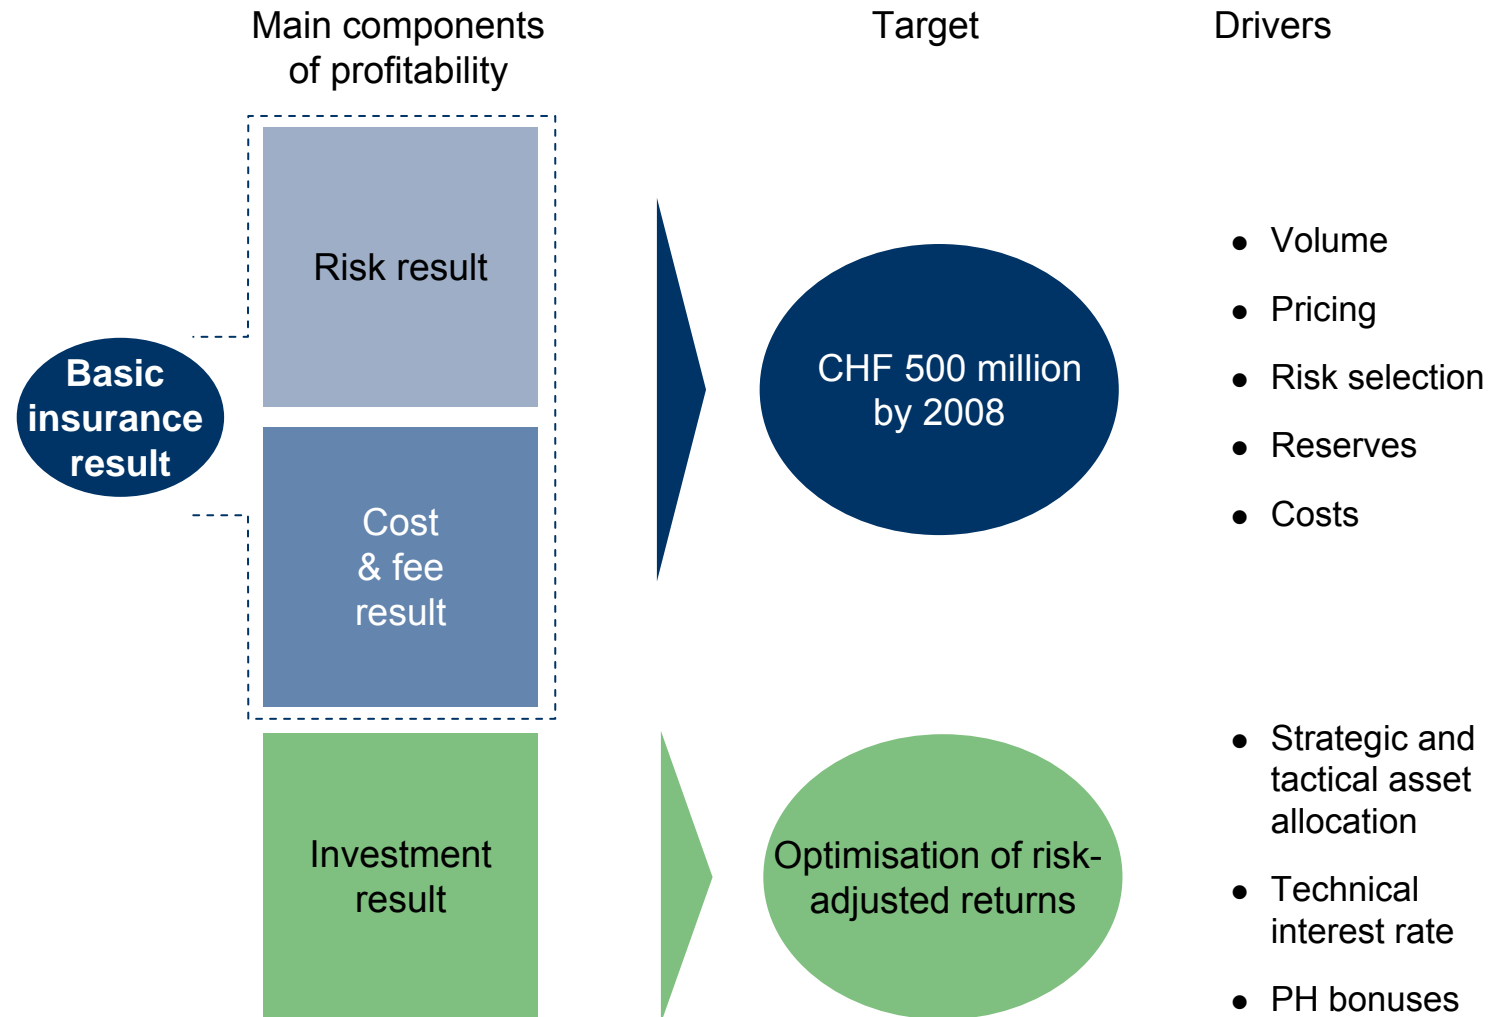 Main components
of profitability
Target
Drivers
Basic
insurance
result
Risk result
Cost
& fee
result
CHF 500 million
by 2008
● Volume
● Pricing
● Risk selection
● Reserves
● Costs
Investment
result
Optimisation of risk-
adjusted returns
● Strategic and
tactical asset
allocation
● Technical
interest rate
● PH bonuses